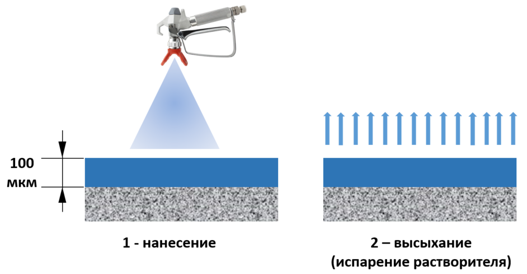 100
мкм
1 - нанесение
2 – высыхание
(испарение растворителя)